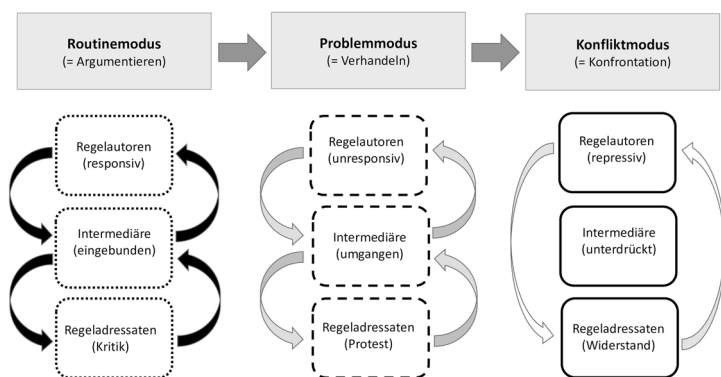 Routinemodus
(= Argumentieren)
Problemmodus
(= Verhandeln)
Konfliktmodus
(= Konfrontation)
Regelautoren
(responsiv)
Intermediäre
(eingebunden)
Regeladressaten
(Kritik)
Regelautoren
(unresponsiv)
Intermediäre
(umgangen)
Regeladressaten
(Protest)
Regelautoren
(repressiv)
Intermediäre
(unterdrückt)
Regeladressaten
(Widerstand)